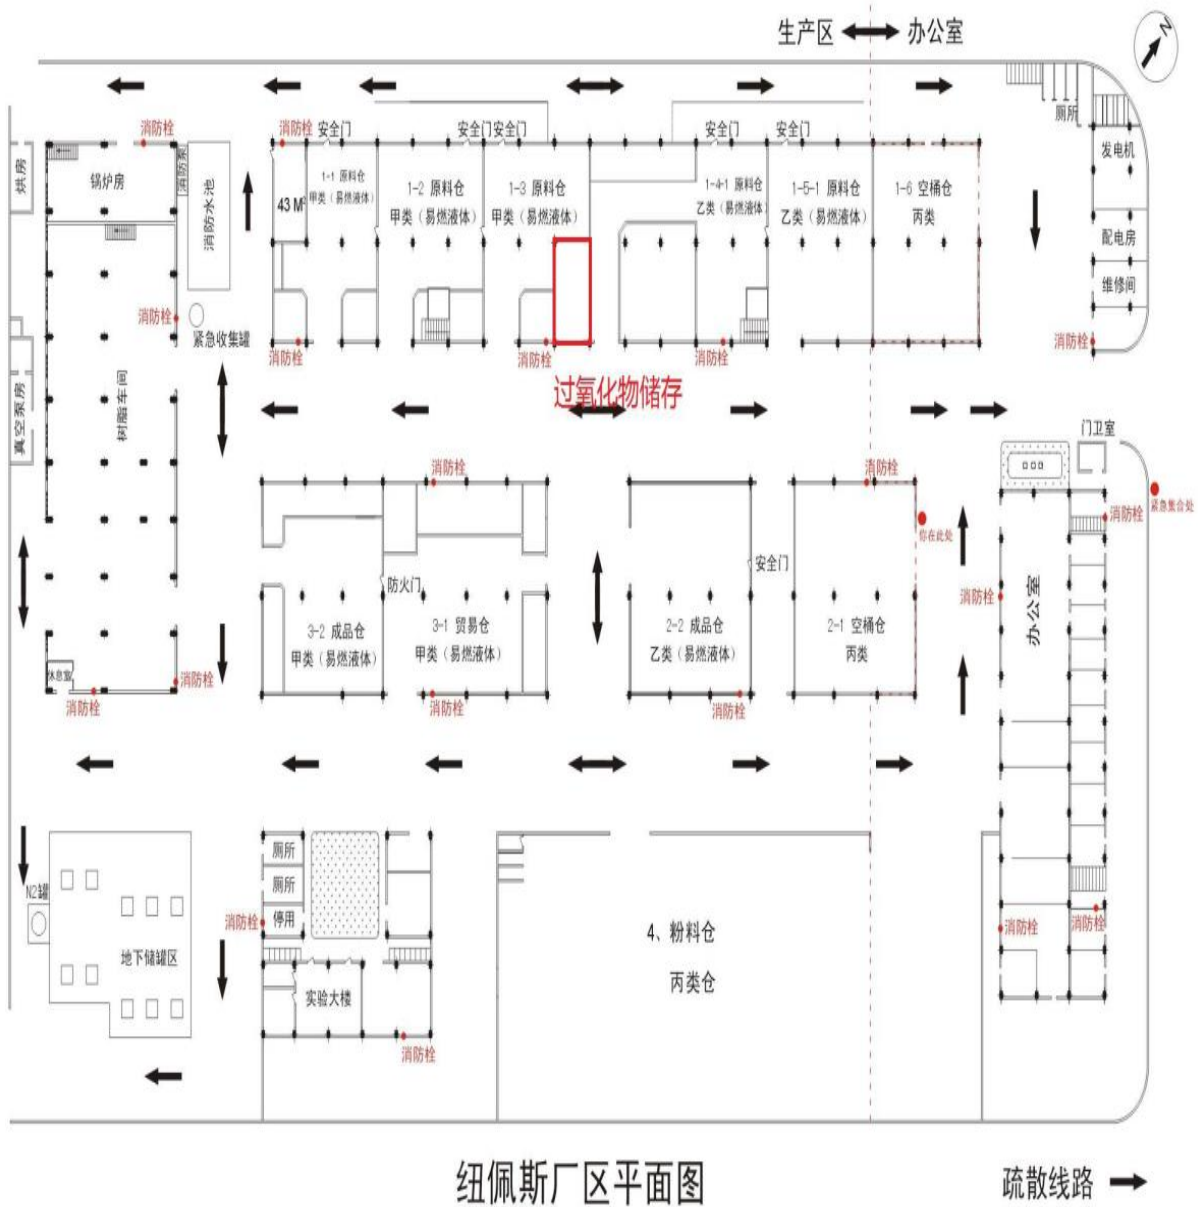 生产区 办公室
N
消防栓
消防栓
安全门
安全门 安全门
安全门
安全门
厕所
烘房
锅炉房
消防泵
消防水池
43 M²
1-1 原料仓
甲类(易燃液体)
1-2 原料仓
甲类(易燃液体)
1-3 原料仓
甲类(易燃液体)
1-4-1 原料仓
乙类(易燃液体)
1-5-1 原料仓
乙类(易燃液体)
1-6 空桶仓
丙类
发电机
配电房
维修间
消防栓
紧急收集罐
消防栓
消防栓
消防栓
消防栓
过氧化物储存
真空泵房
树脂车间
门卫室
消防栓
消防栓
消防栓
紧急集合处
你在此处
防火门
安全门
消防栓
办公室
3-2 成品仓
甲类(易燃液体)
3-1 贸易仓
甲类(易燃液体)
2-2 成品仓
乙类(易燃液体)
2-1 空桶仓
丙类
休息室
消防栓
消防栓
消防栓
消防栓
厕所
厕所
停用
消防栓
N2罐
地下储罐区
实验大楼
消防栓
4、粉料仓
丙类仓
消防栓
消防栓
纽佩斯厂区平面图
疏散线路